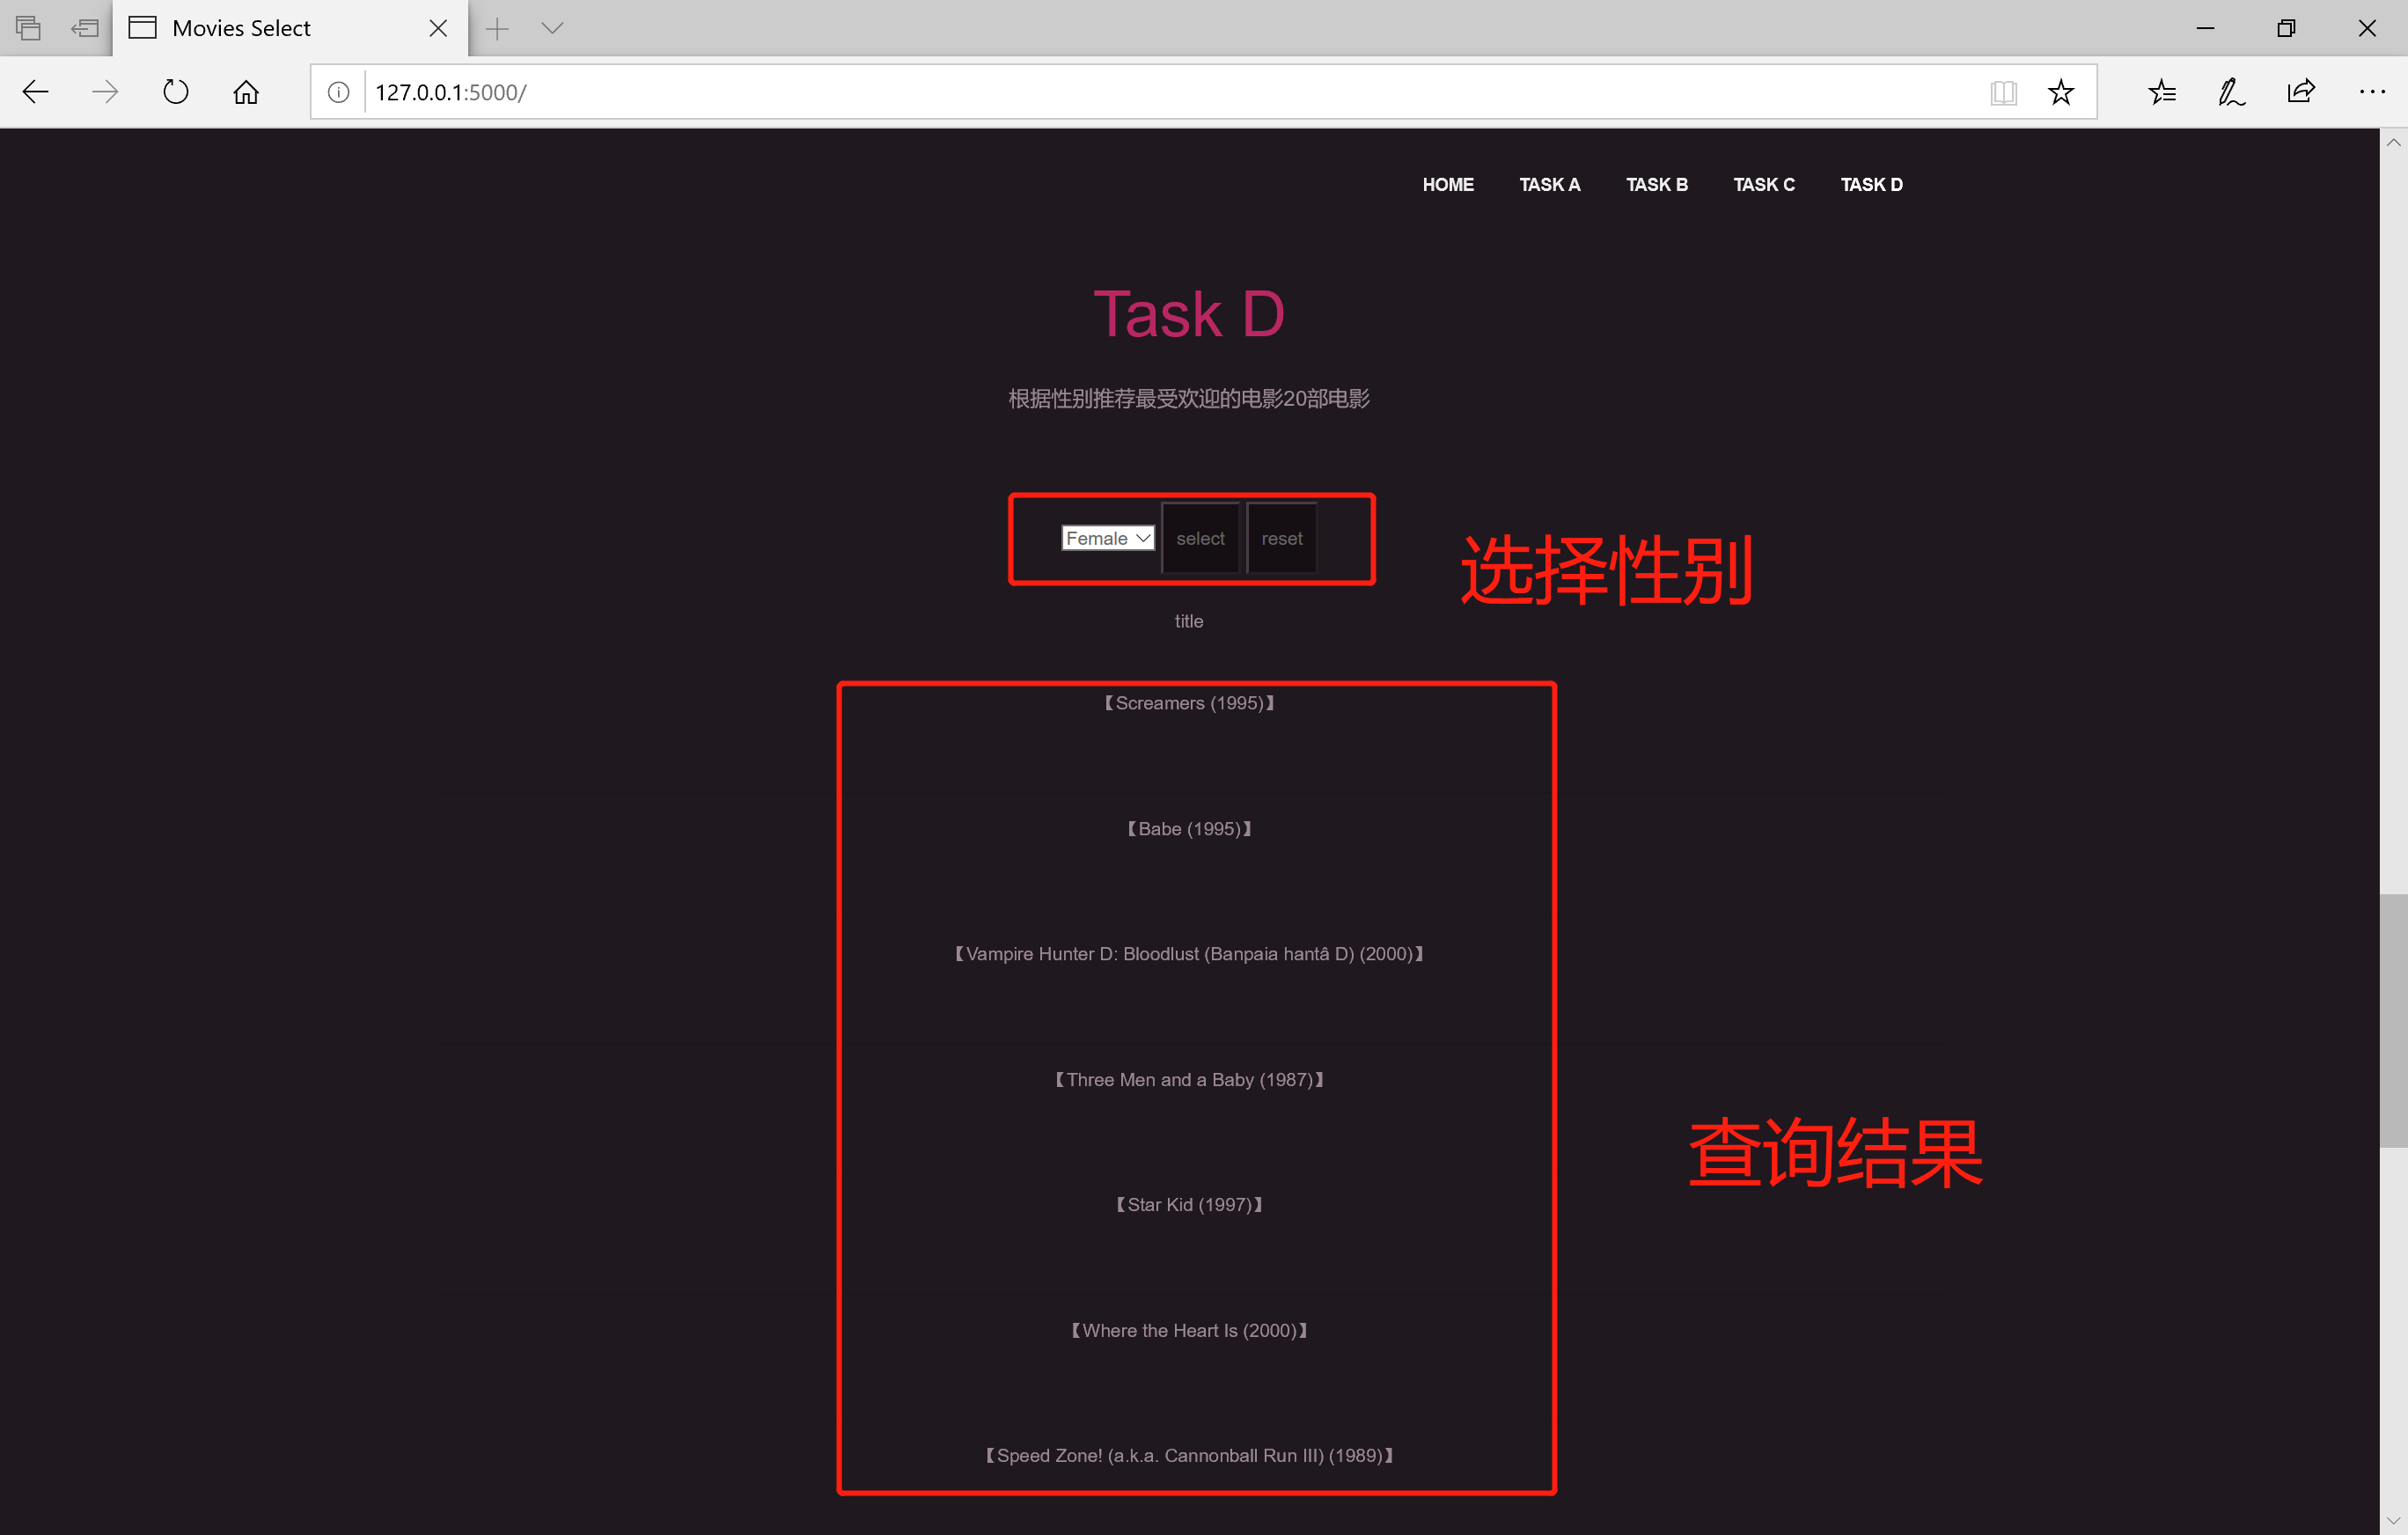 Movies Select
127.0.0.1:5000/
HOME TASK A TASK B TASK C TASK D
Task D
根据性别推荐最受欢迎的电影20部电影
Female select reset
选择性别
title
【Screamers (1995)】
【Babe (1995)】
【Vampire Hunter D: Bloodlust (Banpaia hantâ D) (2000)】
【Three Men and a Baby (1987)】
查询结果
【Star Kid (1997)】
【Where the Heart Is (2000)】
【Speed Zone! (a.k.a. Cannonball Run III) (1989)】